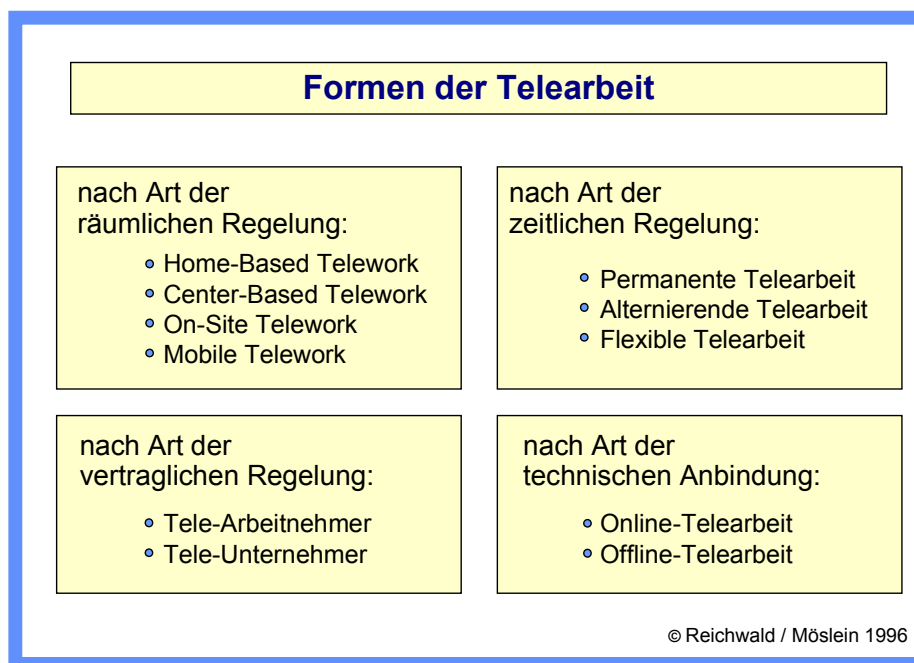 Formen der Telearbeit
nach Art der
räumlichen Regelung:
Home-Based Telework
Center-Based Telework
On-Site Telework
Mobile Telework
nach Art der
zeitlichen Regelung:
Permanente Telearbeit
Alternierende Telearbeit
Flexible Telearbeit
nach Art der
vertraglichen Regelung:
Tele-Arbeitnehmer
Tele-Unternehmer
nach Art der
technischen Anbindung:
Online-Telearbeit
Offline-Telearbeit
© Reichwald / Möslein 1996